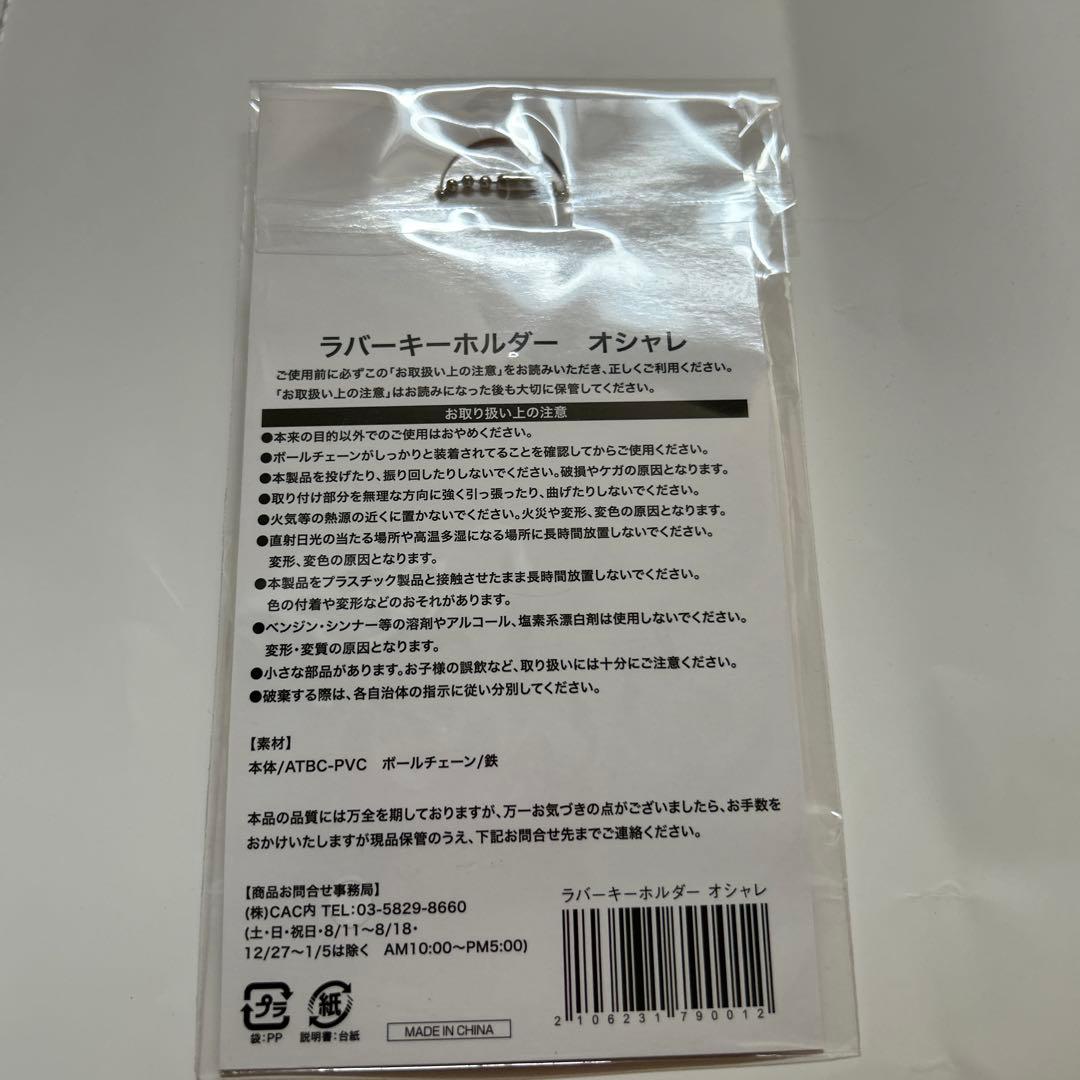 ラバーキーホルダー　オシャレ
ご使用前に必ずこの「お取扱い上の注意」をお読みいただき、正しくご利用ください。
「お取扱い上の注意」はお読みになった後も大切に保管してください。
お取り扱い上の注意
●本来の目的以外でのご使用はおやめください。
●ボールチェーンがしっかりと装着されてることを確認してからご使用ください。
●本製品を投げたり、振り回したりしないでください。破損やケガの原因となります。
●取り付け部分を無理な方向に強く引っ張ったり、曲げたりしないでください。
●火気等の熱源の近くに置かないでください。火災や変形、変色の原因となります。
●直射日光の当たる場所や高温多湿になる場所に長時間放置しないでください。
変形、変色の原因となります。
●本製品をプラスチック製品と接触させたまま長時間放置しないでください。
色の付着や変形などのおそれがあります。
●ベンジン・シンナー等の溶剤やアルコール、塩素系漂白剤は使用しないでください。
変形・変質の原因となります。
●小さな部品があります。お子様の誤飲など、取り扱いには十分にご注意ください。
●破棄する際は、各自治体の指示に従い分別してください。
【素材】
本体/ATBC-PVC　ボールチェーン/鉄
本品の品質には万全を期しておりますが、万一お気づきの点がございましたら、お手数を
おかけいたしますが現品保管のうえ、下記お問合せ先までご連絡ください。
【商品お問合せ事務局】
(株)CAC内 TEL:03-5829-8660
(土・日・祝日・8/11〜8/18・
12/27〜1/5は除く　AM10:00〜PM5:00)
ラバーキーホルダー オシャレ
2106231790012
プラ
紙
袋:PP
説明書:台紙
MADE IN CHINA